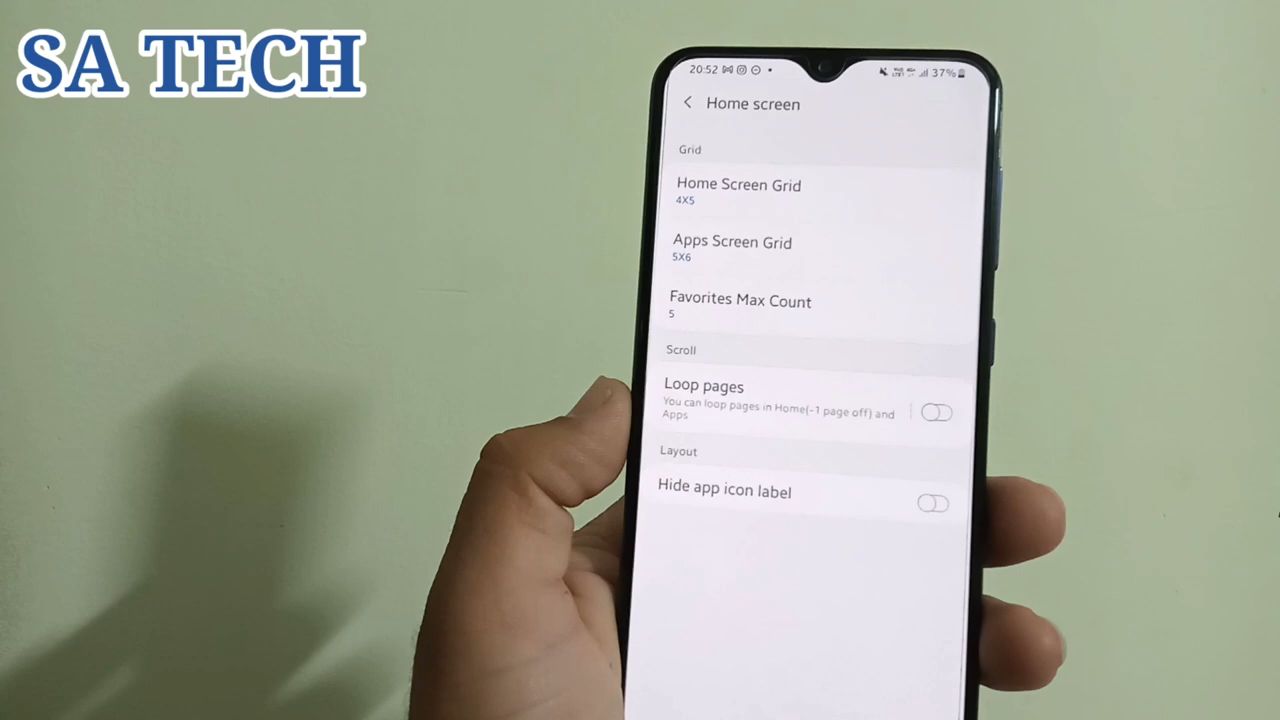 SA TECH
20:52 37%
Home screen
Grid
Home Screen Grid
4X5
Apps Screen Grid
5X6
Favorites Max Count
5
Scroll
Loop pages
You can loop pages in Home(-1 page off) and
Apps
Layout
Hide app icon label